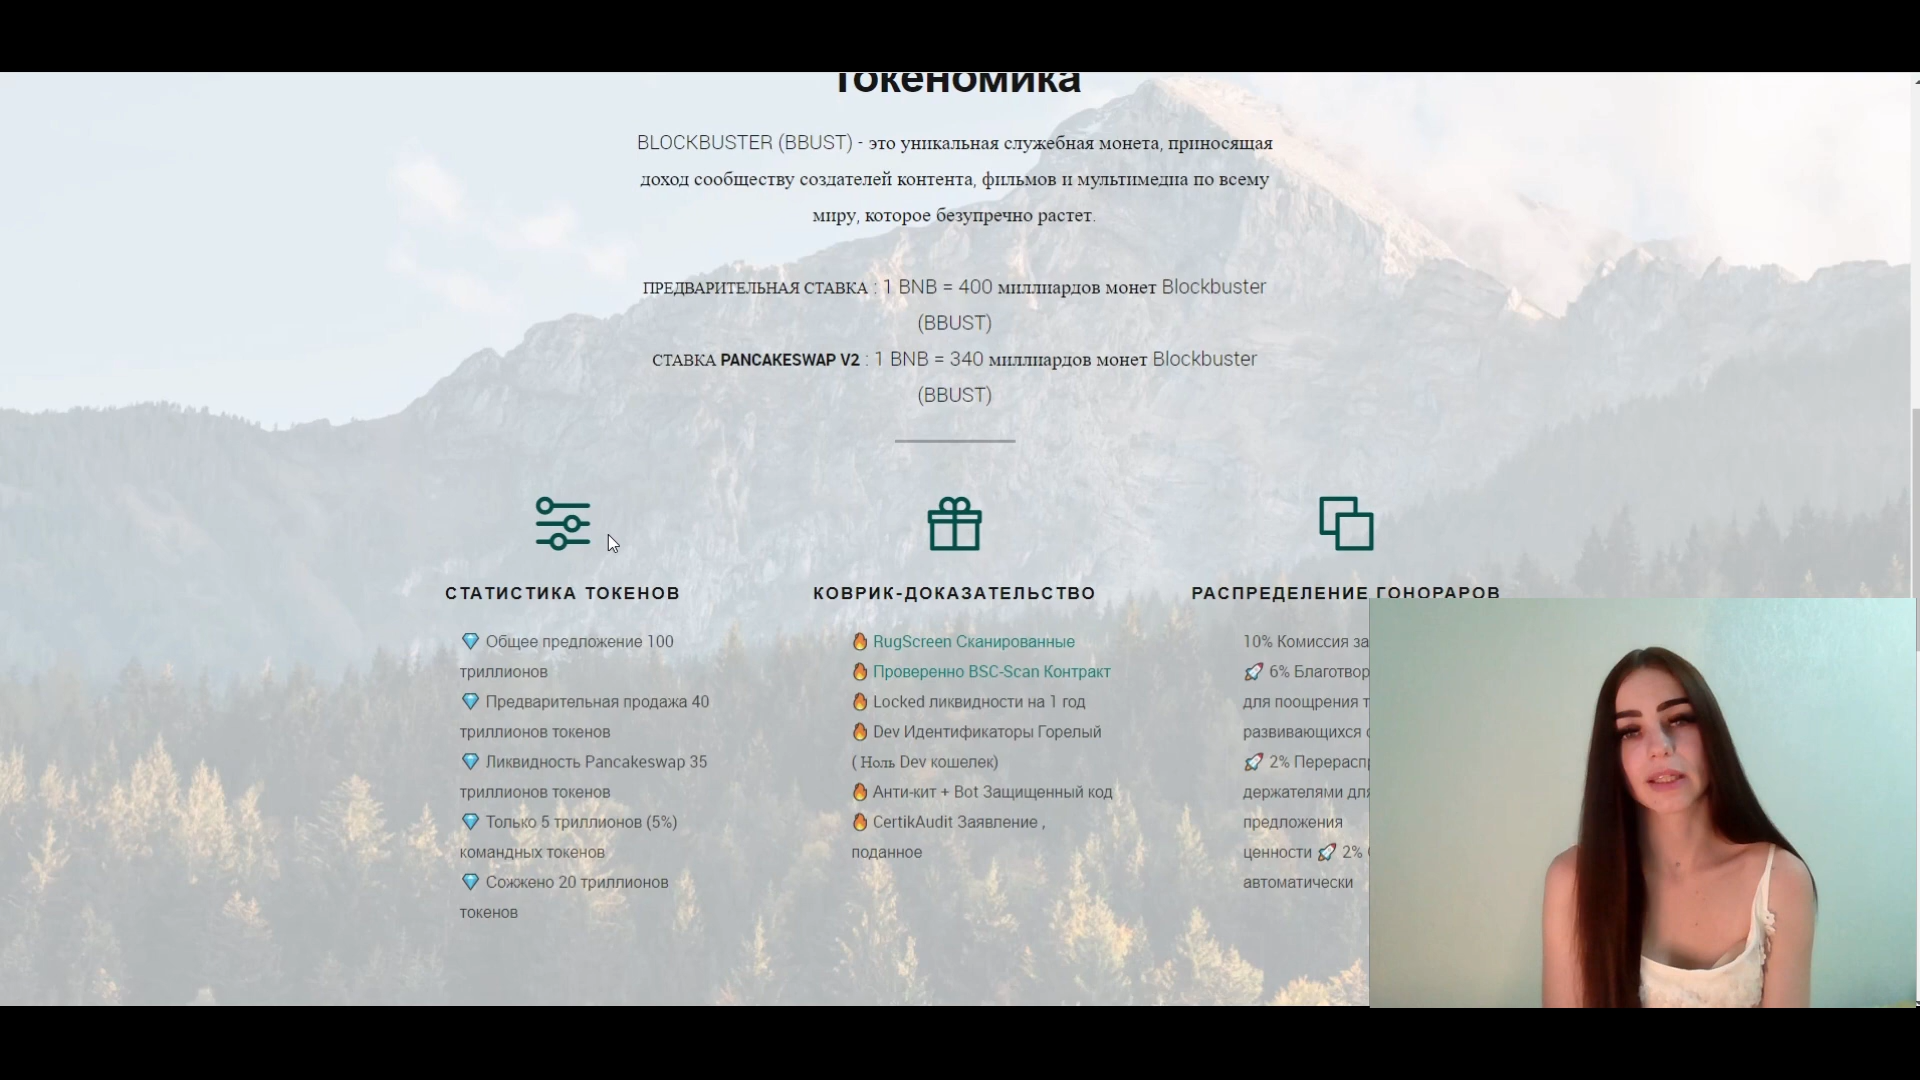 Токеномика
BLOCKBUSTER (BBUST) - это уникальная служебная монета, приносящая
доход сообществу создателей контента, фильмов и мультимедиа по всему
миру, которое безупречно растет.
ПРЕДВАРИТЕЛЬНАЯ СТАВКА : 1 BNB = 400 миллиардов монет Blockbuster
(BBUST)
СТАВКА PANCAKESWAP V2 : 1 BNB = 340 миллиардов монет Blockbuster
(BBUST)
СТАТИСТИКА ТОКЕНОВ
💎 Общее предложение 100
триллионов
💎 Предварительная продажа 40
триллионов токенов
💎 Ликвидность Pancakeswap 35
триллионов токенов
💎 Только 5 триллионов (5%)
командных токенов
💎 Сожжено 20 триллионов
токенов
КОВРИК-ДОКАЗАТЕЛЬСТВО
🔥 RugScreen Сканированные
🔥 Проверенно BSC-Scan Контракт
🔥 Locked ликвидности на 1 год
🔥 Dev Идентификаторы Горелый
( Ноль Dev кошелек)
🔥 Анти-кит + Bot Защищенный код
🔥 CertikAudit Заявление ,
поданное
РАСПРЕДЕЛЕНИЕ ГОНОРАРОВ
10% Комиссия за
🚀 6% Благотвор
для поощрения
развивающихся
🚀 2% Перераспр
держателями для
предложения
ценности 🚀 2%
автоматически